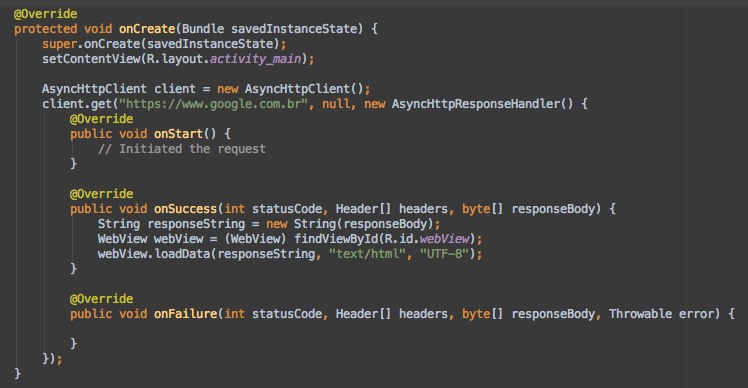 @Override
protected void onCreate(Bundle savedInstanceState) {
    super.onCreate(savedInstanceState);
    setContentView(R.layout.activity_main);

    AsyncHttpClient client = new AsyncHttpClient();
    client.get("https://www.google.com.br", null, new AsyncHttpResponseHandler() {
        @Override
        public void onStart() {
            // Initiated the request
        }

        @Override
        public void onSuccess(int statusCode, Header[] headers, byte[] responseBody) {
            String responseString = new String(responseBody);
            WebView webView = (WebView) findViewById(R.id.webView);
            webView.loadData(responseString, "text/html", "UTF-8");
        }

        @Override
        public void onFailure(int statusCode, Header[] headers, byte[] responseBody, Throwable error) {

        }
    });
}